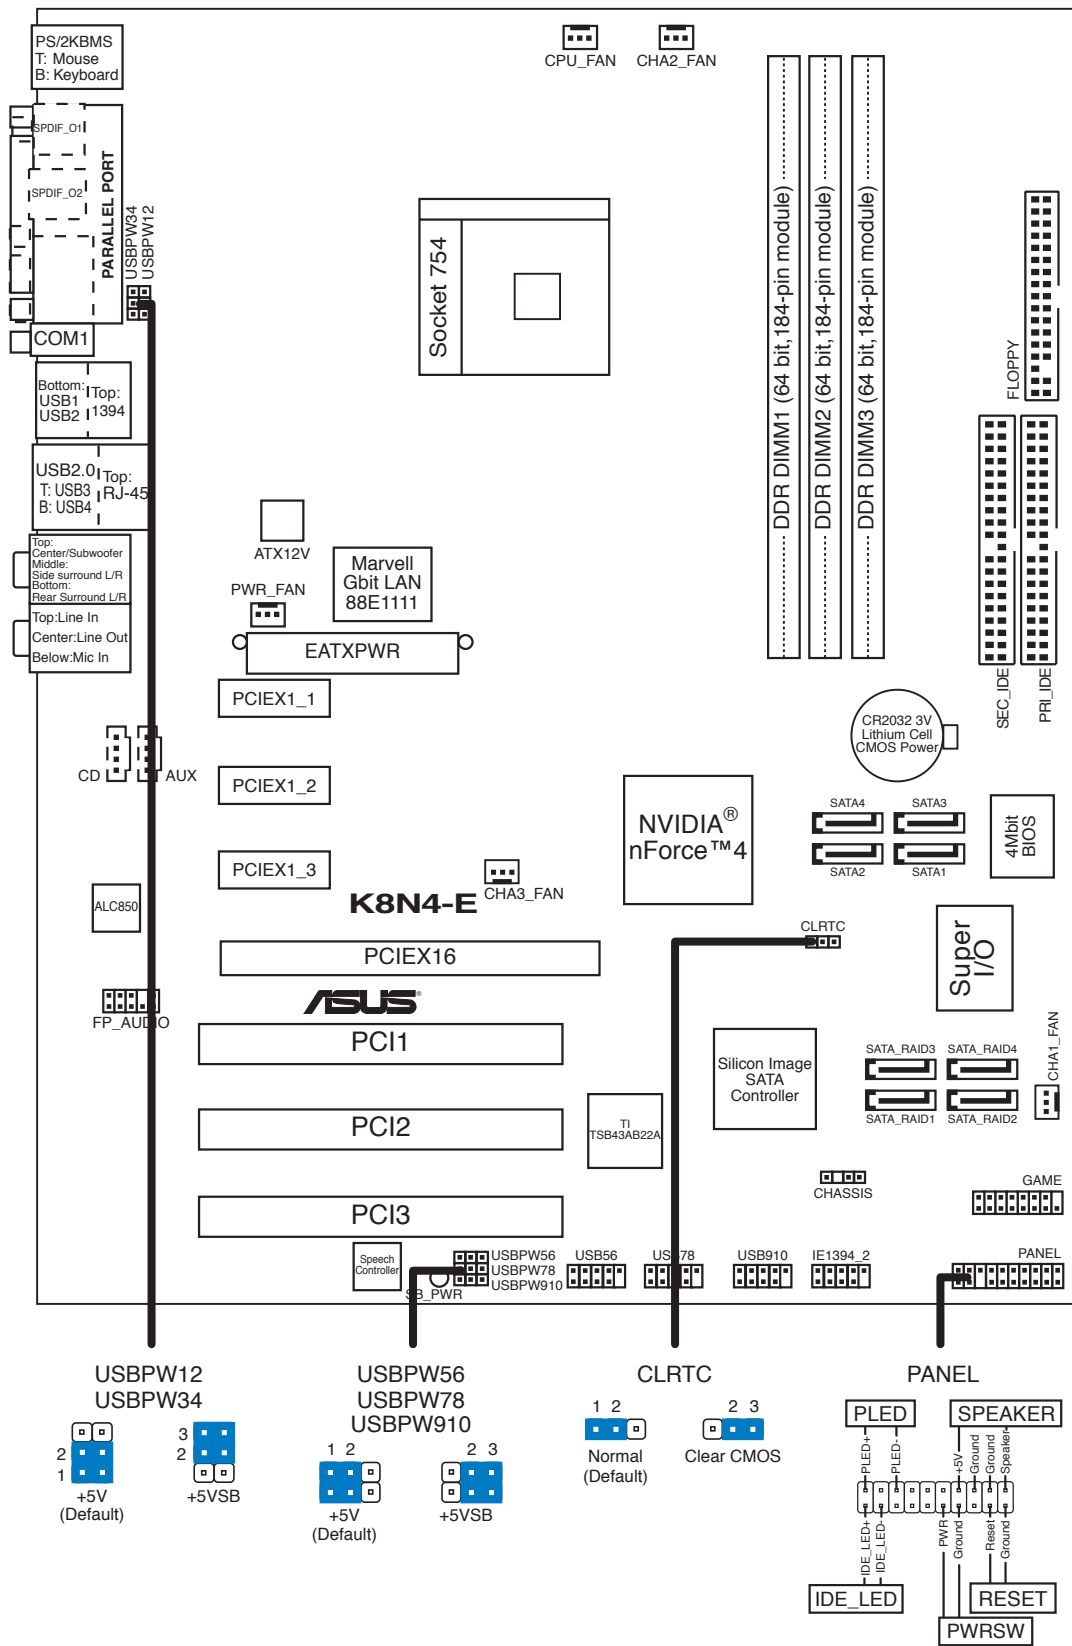 PS/2KBMS
T: Mouse
B: Keyboard
CPU_FAN
CHA2_FAN
SPDIF_O1
SPDIF_O2
PARALLEL PORT
USBPW34
USBPW12
COM1
Bottom:
USB1
USB2
Top:
1394
USB2.0
T: USB3
B: USB4
Top:
RJ-45
Top:
Center/Subwoofer
Middle:
Side surround L/R
Bottom:
Rear Surround L/R
Top:Line In
Center:Line Out
Below:Mic In
Socket 754
DDR DIMM1 (64 bit,184-pin module)
DDR DIMM2 (64 bit,184-pin module)
DDR DIMM3 (64 bit,184-pin module)
FLOPPY
SEC_IDE
PRI_IDE
ATX12V
PWR_FAN
Marvell
Gbit LAN
88E1111
EATXPWR
PCIEX1_1
PCIEX1_2
PCIEX1_3
CD
AUX
ALC850
FP_AUDIO
CR2032 3V
Lithium Cell
CMOS Power
NVIDIA®
nForce™4
SATA4
SATA3
SATA2
SATA1
4Mbit
BIOS
CHA3_FAN
K8N4-E
CLRTC
Super
I/O
PCIEX16
ASUS®
PCI1
PCI2
PCI3
Silicon Image
SATA
Controller
TI
TSB43AB22A
SATA_RAID3
SATA_RAID4
SATA_RAID1
SATA_RAID2
CHA1_FAN
CHASSIS
GAME
Speech
Controller
SB_PWR
USBPW56
USBPW78
USBPW910
USB56
USB78
USB910
IE1394_2
PANEL
USBPW12
USBPW34
2
1
+5V
(Default)
3
2
+5VSB
USBPW56
USBPW78
USBPW910
1 2
+5V
(Default)
2 3
+5VSB
CLRTC
1 2
Normal
(Default)
2 3
Clear CMOS
PANEL
PLED
SPEAKER
PLED+
PLED-
+5V
Ground
Ground
Speaker
IDE_LED+
IDE_LED-
PWR
Ground
Reset
Ground
IDE_LED
RESET
PWRSW